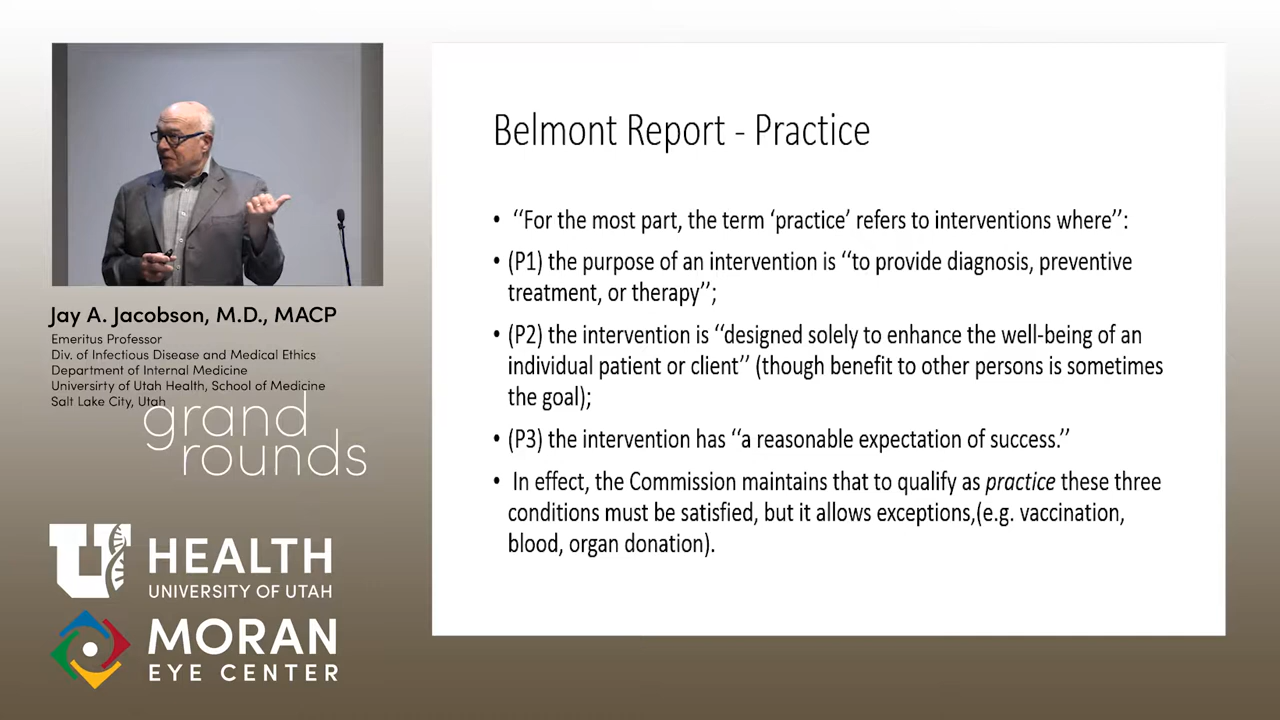 Jay A. Jacobson, M.D., MACP
Emeritus Professor
Div. of Infectious Disease and Medical Ethics
Department of Internal Medicine
Universirty of Utah Health, School of Medicine
Salt Lake City, Utah
grand
rounds
U HEALTH
UNIVERSITY OF UTAH
MORAN
EYE CENTER
Belmont Report - Practice
• “For the most part, the term ‘practice’ refers to interventions where”:
• (P1) the purpose of an intervention is “to provide diagnosis, preventive
treatment, or therapy”;
• (P2) the intervention is “designed solely to enhance the well-being of an
individual patient or client” (though benefit to other persons is sometimes
the goal);
• (P3) the intervention has “a reasonable expectation of success.”
• In effect, the Commission maintains that to qualify as practice these three
conditions must be satisfied, but it allows exceptions,(e.g. vaccination,
blood, organ donation).